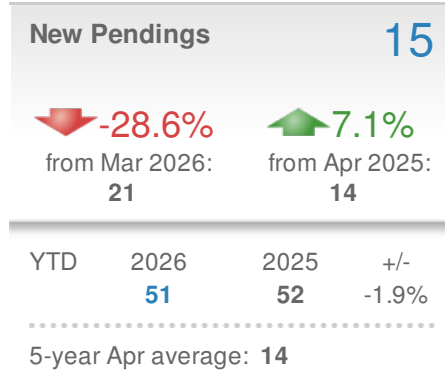 New Pendings 15
-28.6% 7.1%
from Mar 2026: from Apr 2025:
21 14
YTD 2026 2025 +/-
51 52 -1.9%
5-year Apr average: 14